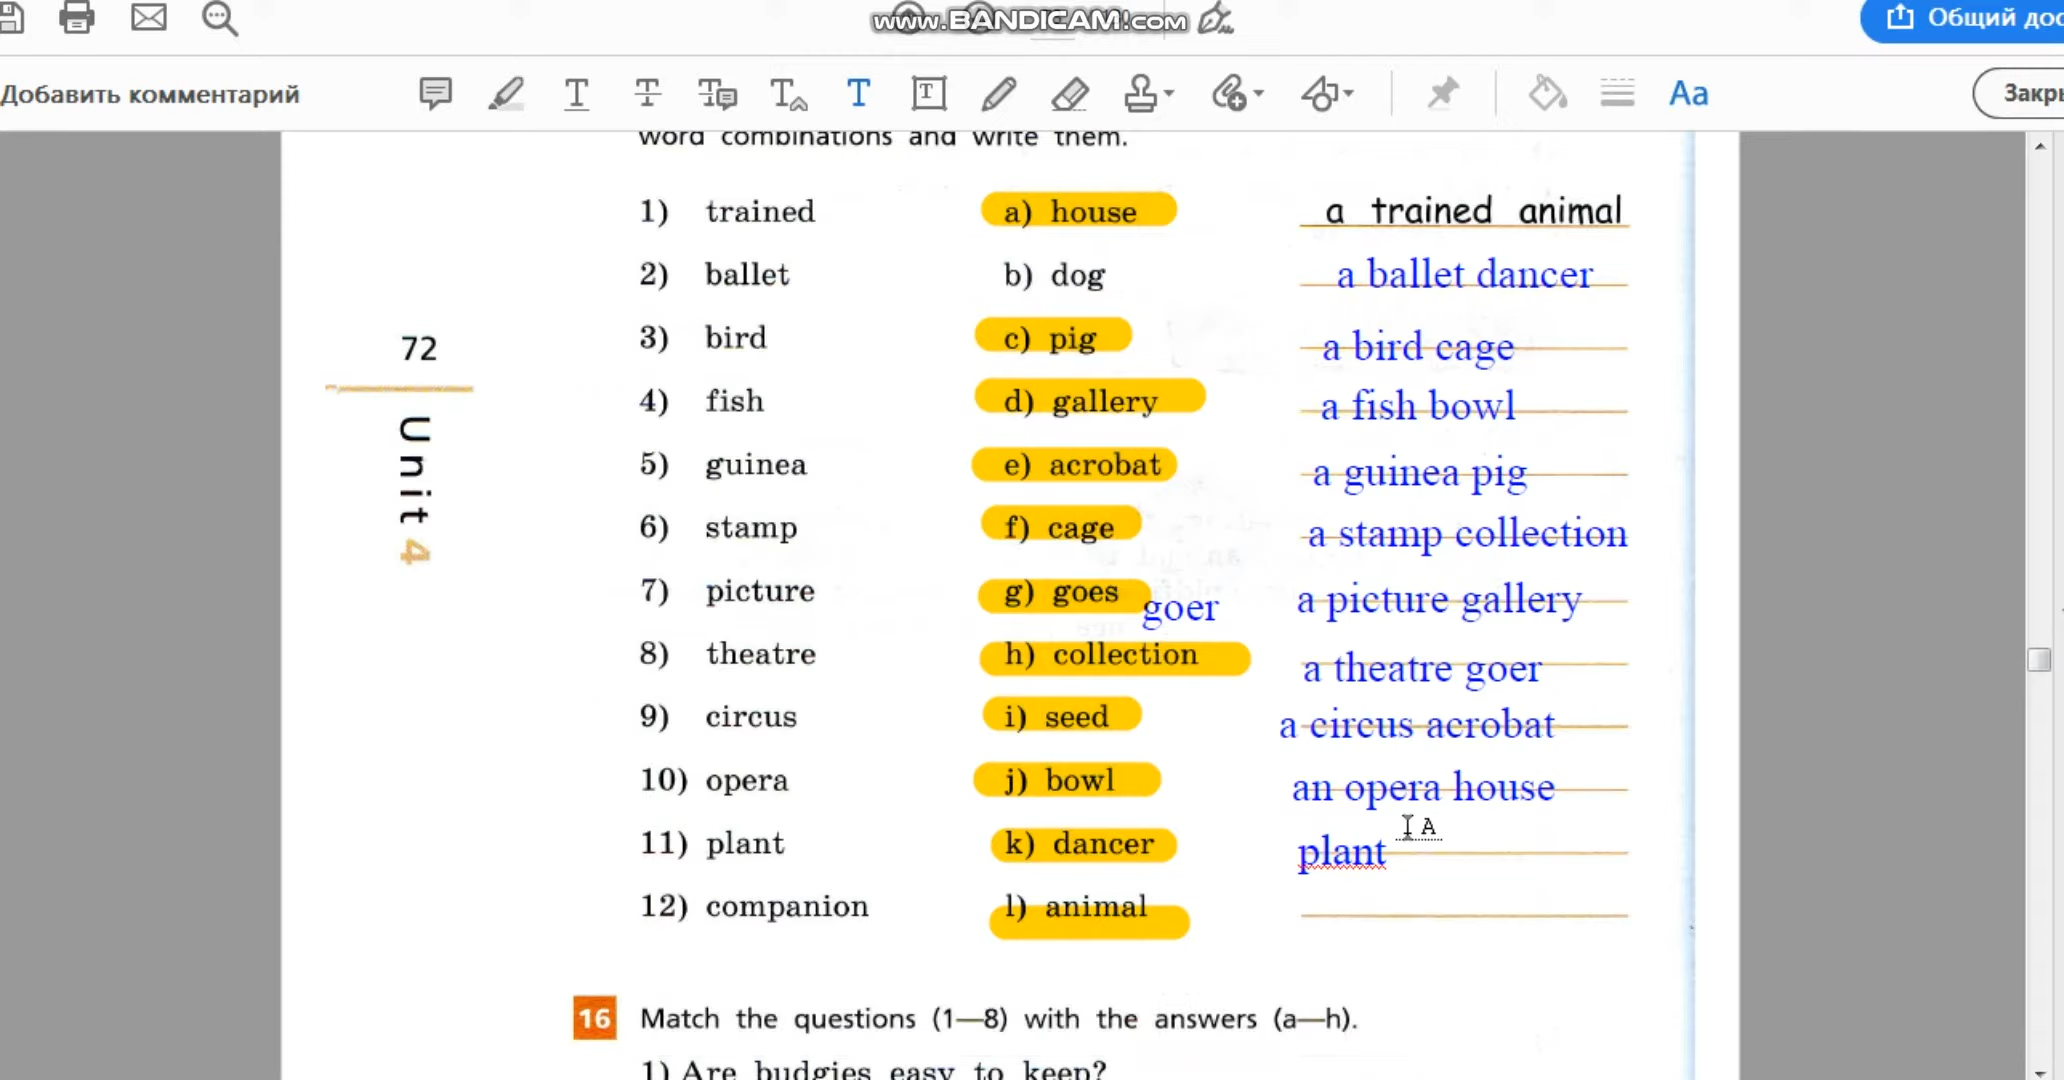 www.BANDICAM.com
Общий дос
Добавить комментарий
Aa
Закры
word combinations and write them.
1) trained a) house a trained animal
2) ballet b) dog a ballet dancer
3) bird c) pig a bird cage
72
4) fish d) gallery a fish bowl
Unit 4
5) guinea e) acrobat a guinea pig
6) stamp f) cage a stamp collection
7) picture g) goes goer a picture gallery
8) theatre h) collection a theatre goer
9) circus i) seed a circus acrobat
10) opera j) bowl an opera house
11) plant k) dancer plant
12) companion l) animal
16 Match the questions (1—8) with the answers (a—h).
1) Are budgies easy to keep?